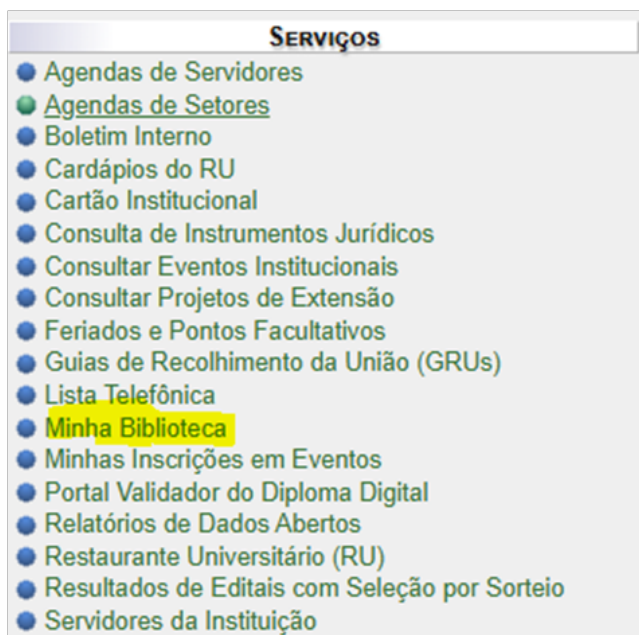 Serviços
Agendas de Servidores
Agendas de Setores
Boletim Interno
Cardápios do RU
Cartão Institucional
Consulta de Instrumentos Jurídicos
Consultar Eventos Institucionais
Consultar Projetos de Extensão
Feriados e Pontos Facultativos
Guias de Recolhimento da União (GRUs)
Lista Telefônica
Minha Biblioteca
Minhas Inscrições em Eventos
Portal Validador do Diploma Digital
Relatórios de Dados Abertos
Restaurante Universitário (RU)
Resultados de Editais com Seleção por Sorteio
Servidores da Instituição